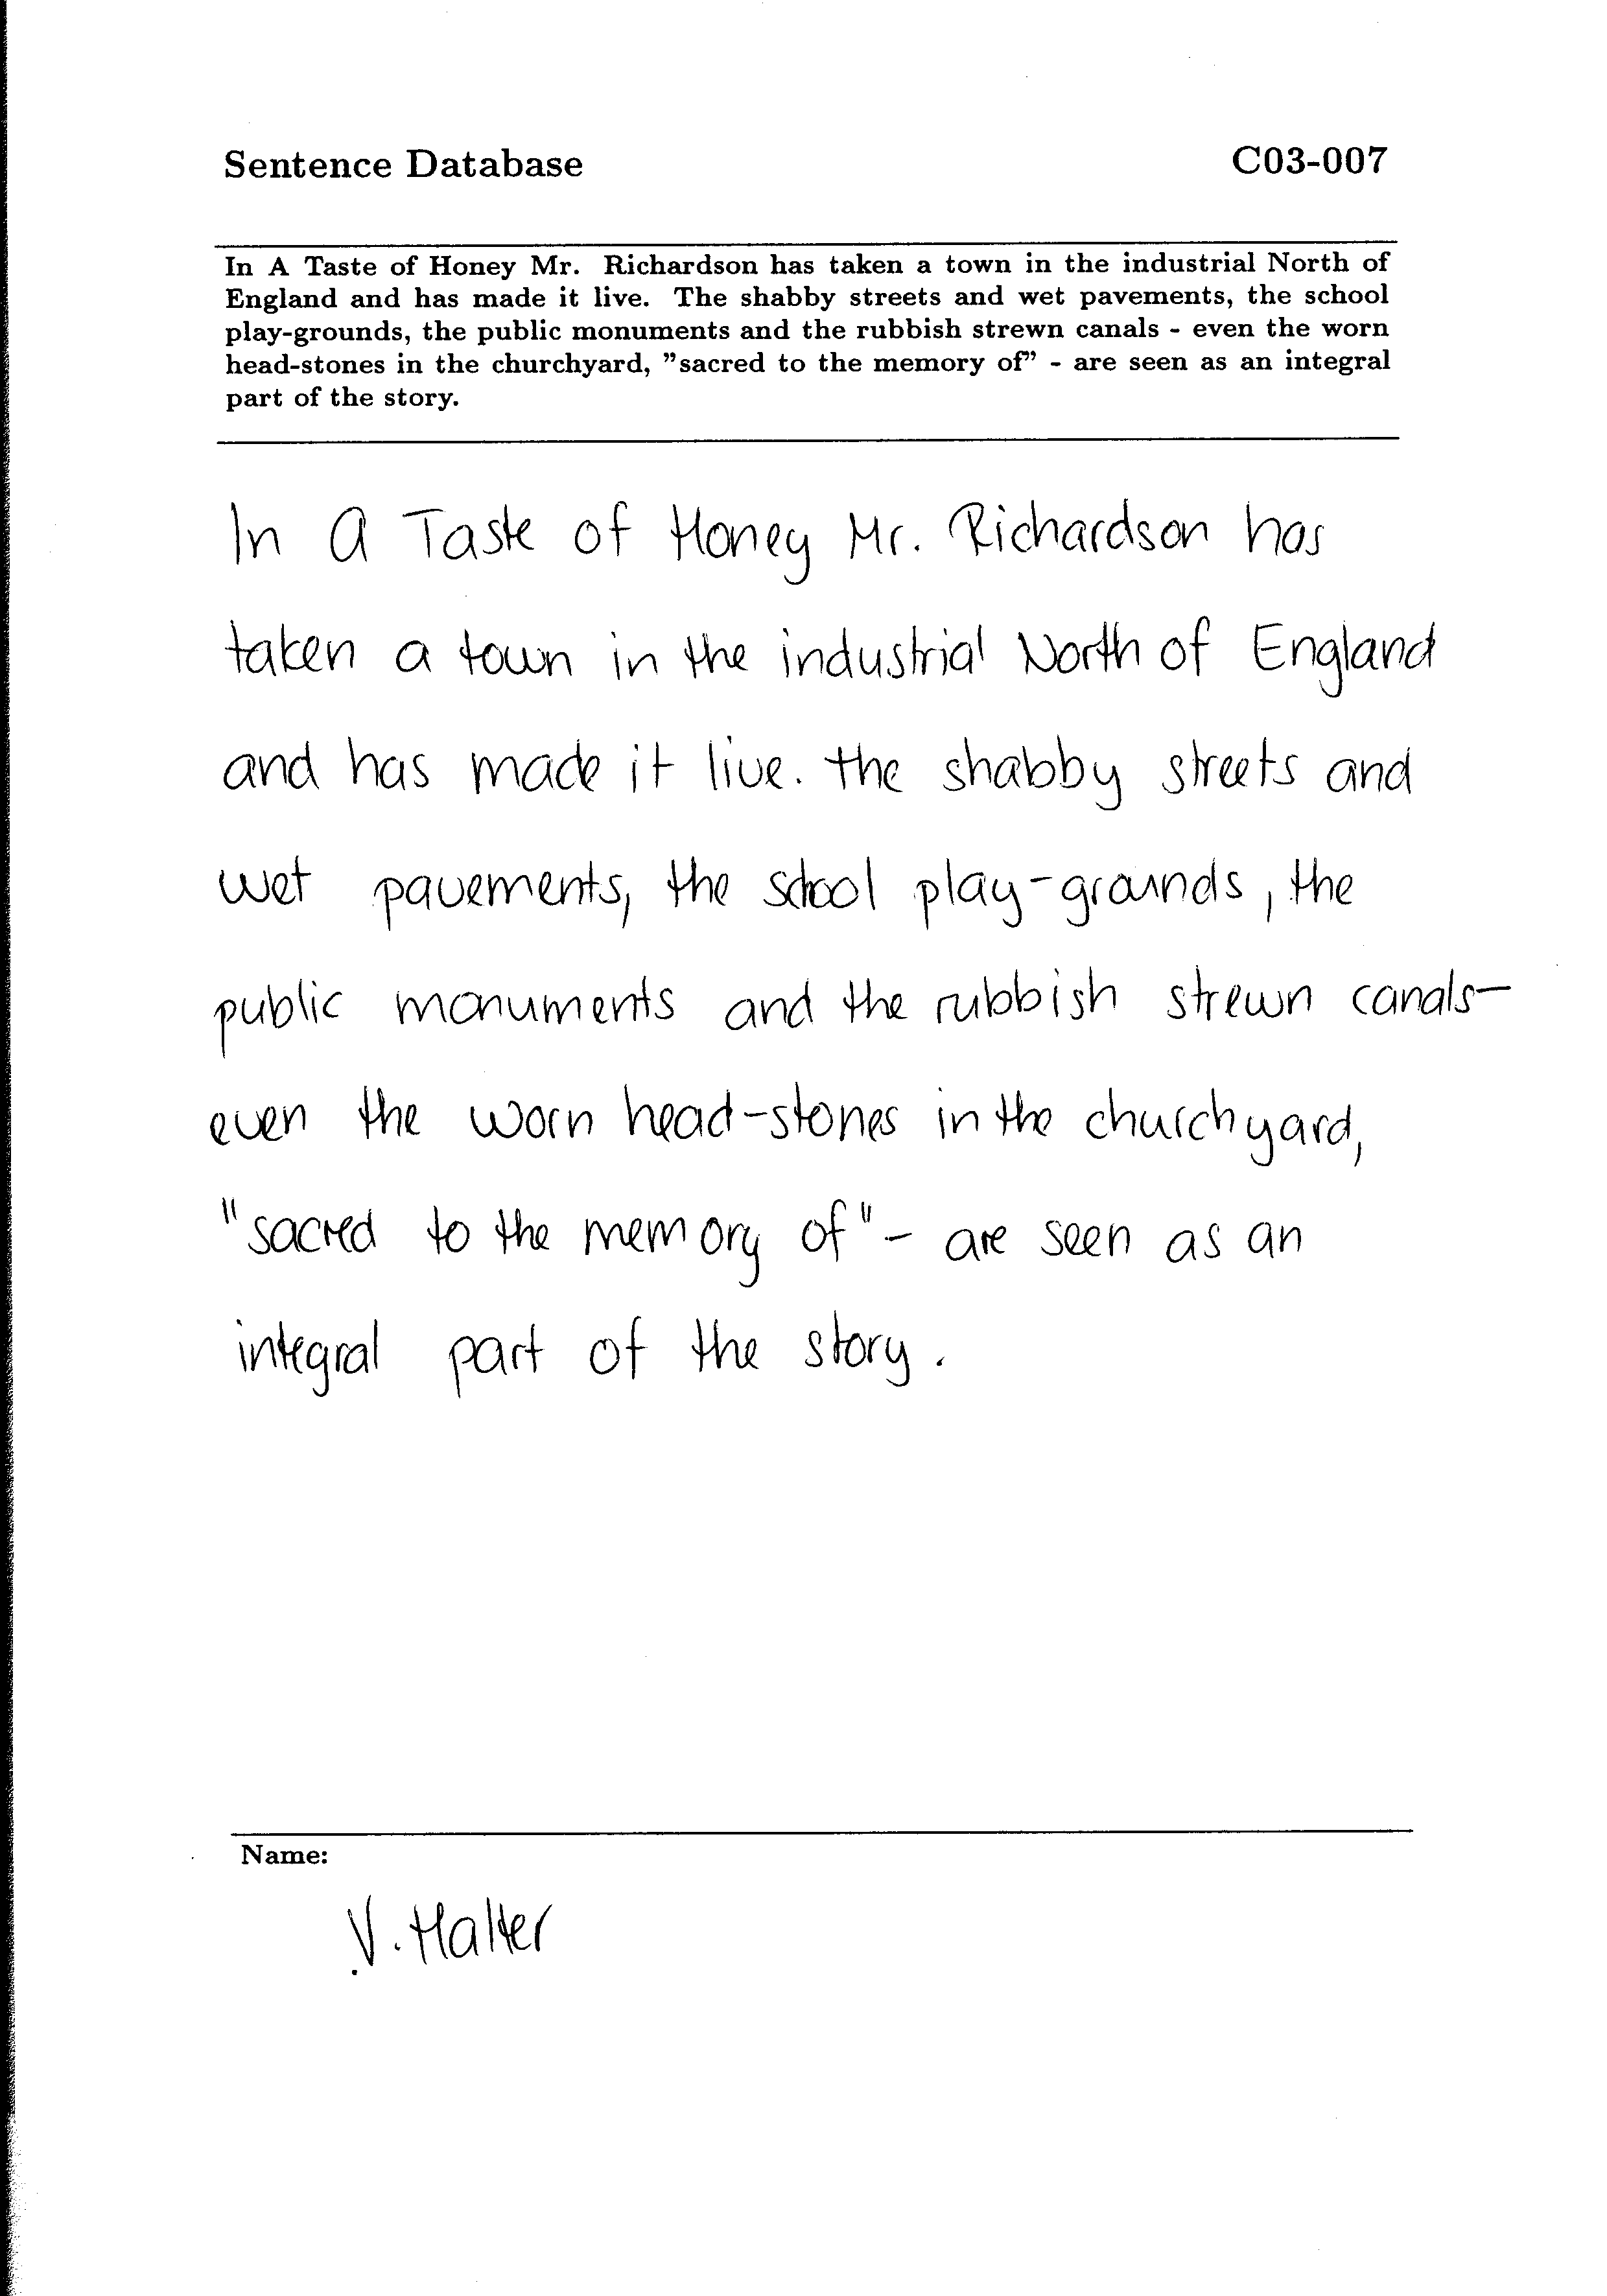 Sentence Database C03-007
In A Taste of Honey Mr. Richardson has taken a town in the industrial North of
England and has made it live. The shabby streets and wet pavements, the school
play-grounds, the public monuments and the rubbish strewn canals - even the worn
head-stones in the churchyard, "sacred to the memory of" - are seen as an integral
part of the story.
In A Taste of Honey Mr. Richardson has
taken a town in the industrial North of England
and has made it live. the shabby streets and
wet pavements, the school play-grounds, the
public monuments and the rubbish strewn canals-
even the worn head-stones in the churchyard,
"sacred to the memory of" - are seen as an
integral part of the story.
Name:
V. Halter